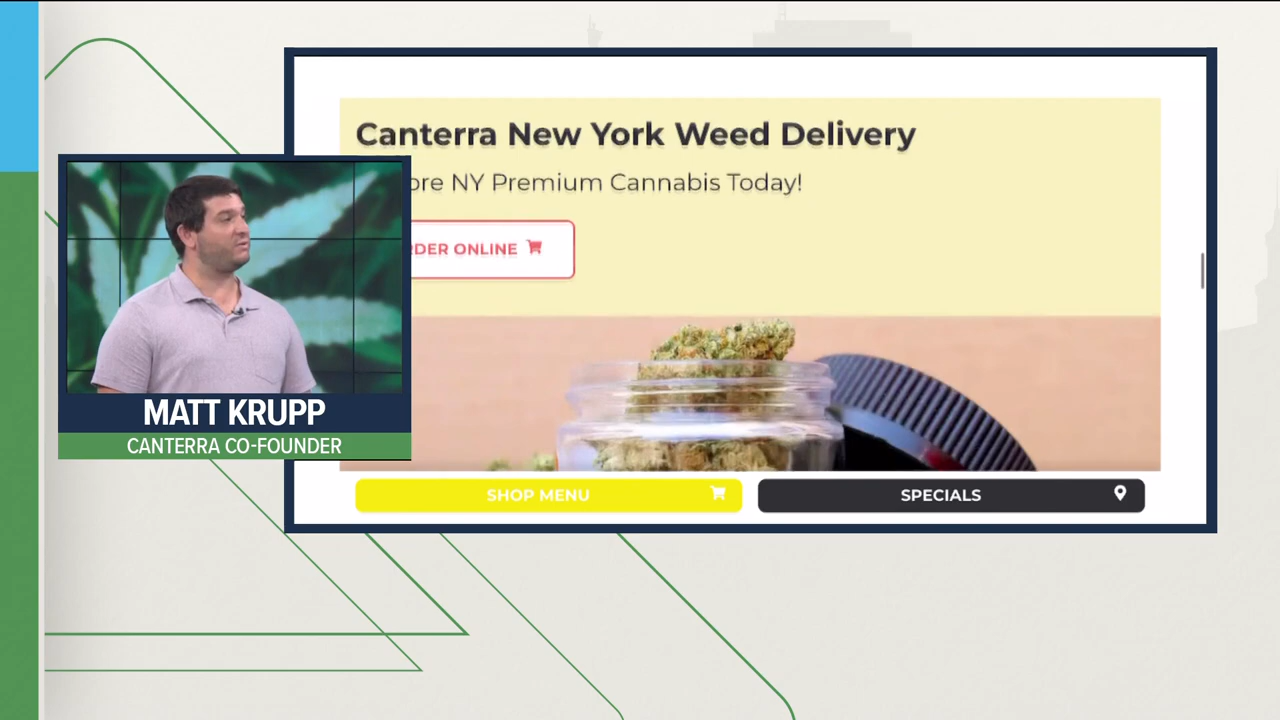 Canterra New York Weed Delivery
ore NY Premium Cannabis Today!
DER ONLINE
MATT KRUPP
CANTERRA CO-FOUNDER
SHOP MENU
SPECIALS